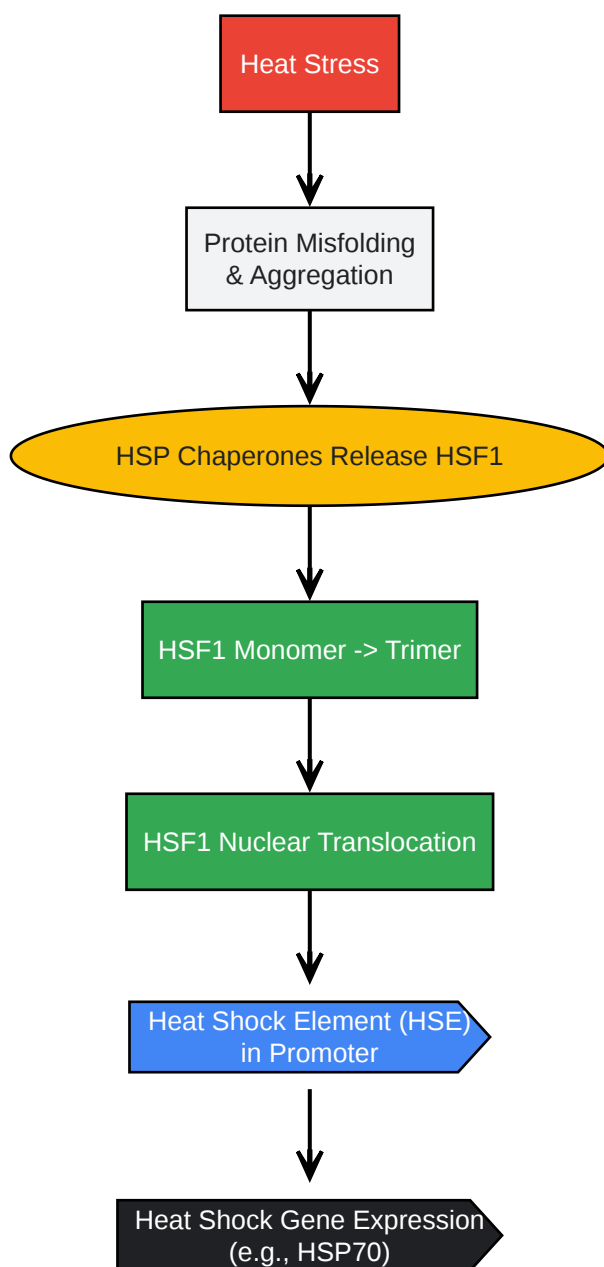 Heat Stress
Protein Misfolding
& Aggregation
HSP Chaperones Release HSF1
HSF1 Monomer -> Trimer
HSF1 Nuclear Translocation
Heat Shock Element (HSE)
in Promoter
Heat Shock Gene Expression
(e.g., HSP70)